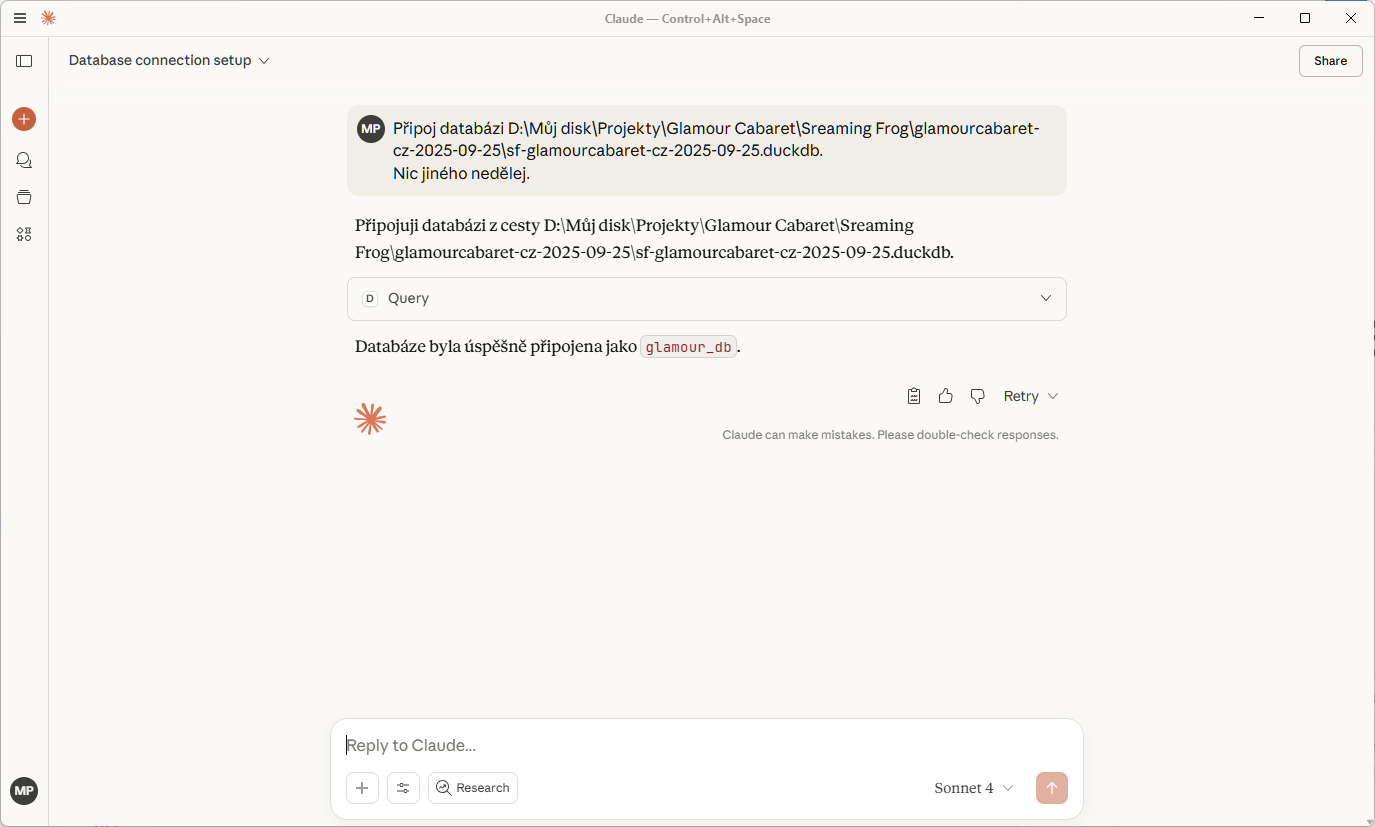 Claude — Control+Alt+Space
Database connection setup
Share
MP
Připoj databázi D:\Můj disk\Projekty\Glamour Cabaret\Sreaming Frog\glamourcabaret-
cz-2025-09-25\sf-glamourcabaret-cz-2025-09-25.duckdb.
Nic jiného nedělej.
Připojuji databázi z cesty D:\Můj disk\Projekty\Glamour Cabaret\Sreaming
Frog\glamourcabaret-cz-2025-09-25\sf-glamourcabaret-cz-2025-09-25.duckdb.
D Query
Databáze byla úspěšně připojena jako glamour_db.
Retry
Claude can make mistakes. Please double-check responses.
Reply to Claude...
Research
Sonnet 4
MP